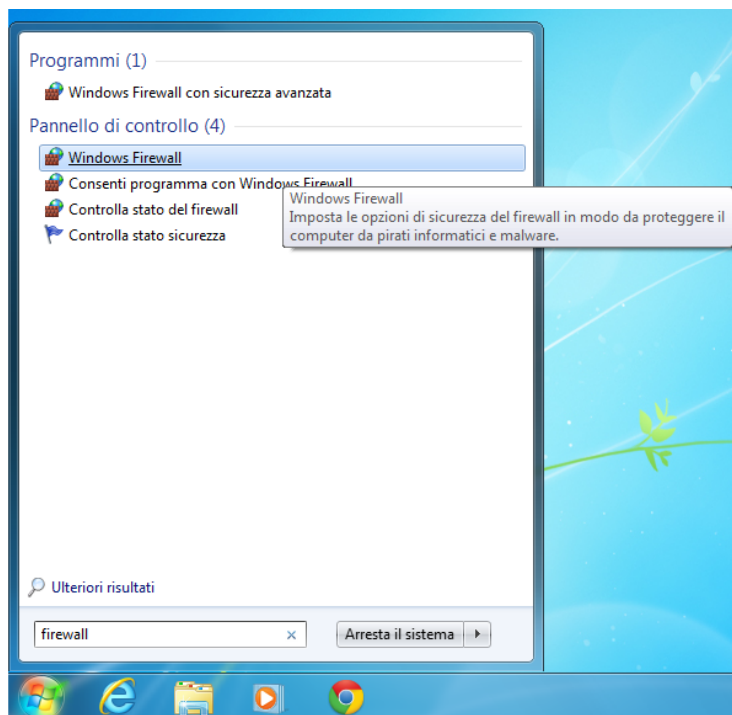 Programmi (1)
Windows Firewall con sicurezza avanzata
Pannello di controllo (4)
Windows Firewall
Consenti programma con Windows Firewall
Windows Firewall
Imposta le opzioni di sicurezza del firewall in modo da proteggere il
computer da pirati informatici e malware.
Controlla stato del firewall
Controlla stato sicurezza
Ulteriori risultati
firewall
Arresta il sistema